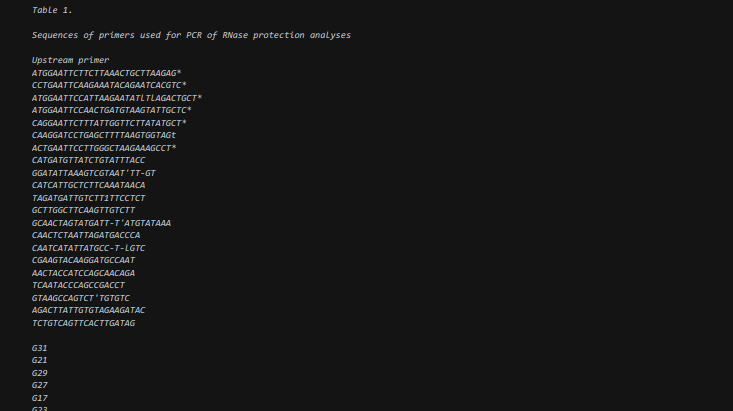 Table 1.
Sequences of primers used for PCR of RNase protection analyses
Upstream primer
ATGGAATTCTTCTTAAACTGCTTAAGAG*
CCTGAATTCAAGAAATACAGAATCACGTC*
ATGGAATTCCATTAAGAATATlTlAGACTGCT*
ATGGAATTCCAACTGATGTAAGTATTGCTC*
CAGGAATTCTTTATTGGTTCTTATATGCT*
CAAGGATCCTGAGCTTTTAAGTGGTAGt
ACTGAATTCCTTGGGCTAAGAAAGCCT*
CATGATGTTATCTGTATTTACC
GGATATTAAAGTCGTAAT'TT-GT
CATCATTGCTCTTCAAATAACA
TAGATGATTGTCTT1TTCCTCT
GCTTGGCTTCAAGTTGTCTT
GCAACTAGTATGATT-T'ATGTATAAA
CAACTCTAATTAGATGACCCA
CAATCATATTATGCC-T-lGTC
CGAAGTACAAGGATGCCAAT
AACTACCATCCAGCAACAGA
TCAATACCCAGCCGACCT
GTAAGCCAGTCT'TGTGTC
AGACTTATTGTGTAGAAGATAC
TCTGTCAGTTCACTTGATAG
G31
G21
G29
G27
G17
G23